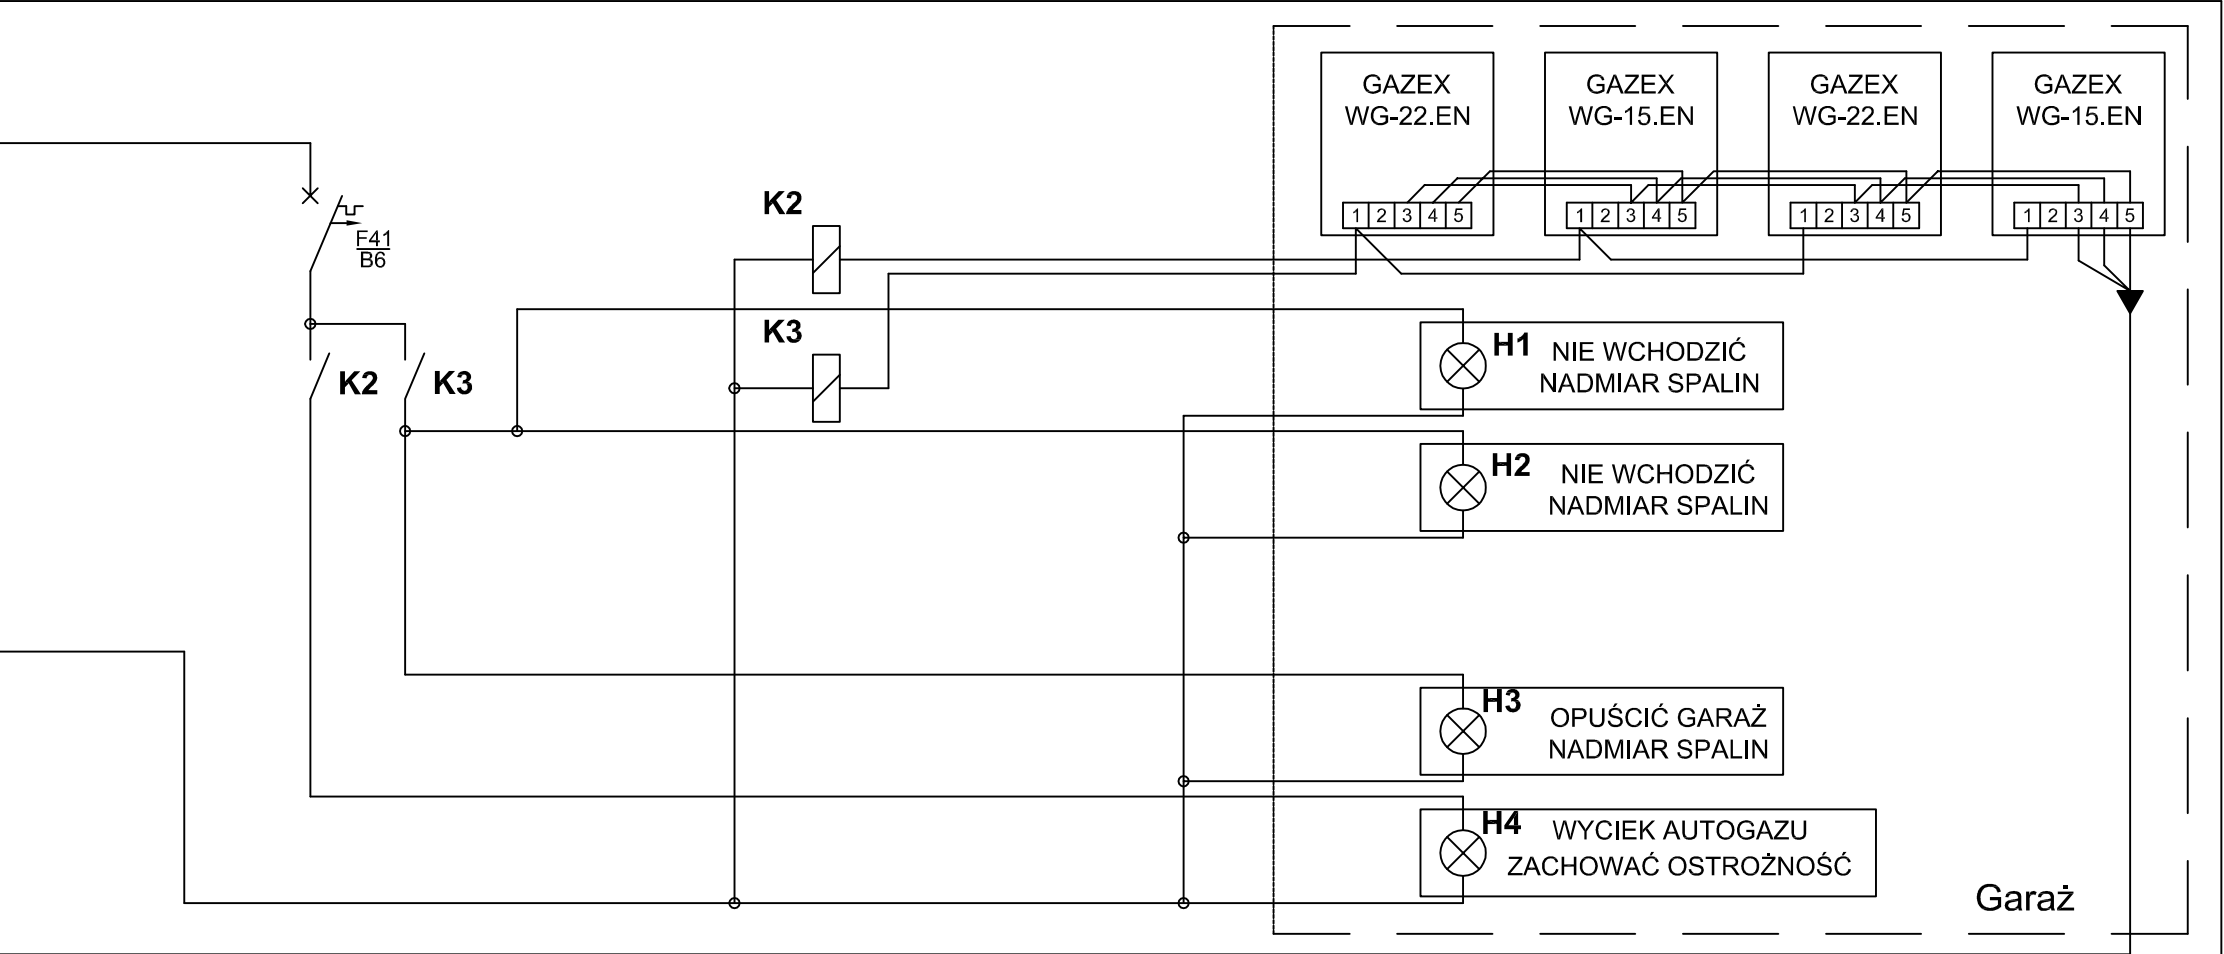 GAZEX
WG-22.EN
1 2 3 4 5
GAZEX
WG-15.EN
1 2 3 4 5
GAZEX
WG-22.EN
1 2 3 4 5
GAZEX
WG-15.EN
1 2 3 4 5
F41
B6
K2
K3
K2
K3
H1 NIE WCHODZIĆ
NADMIAR SPALIN
H2 NIE WCHODZIĆ
NADMIAR SPALIN
H3 OPUŚCIĆ GARAŻ
NADMIAR SPALIN
H4 WYCIEK AUTOGAZU
ZACHOWAĆ OSTROŻNOŚĆ
Garaż